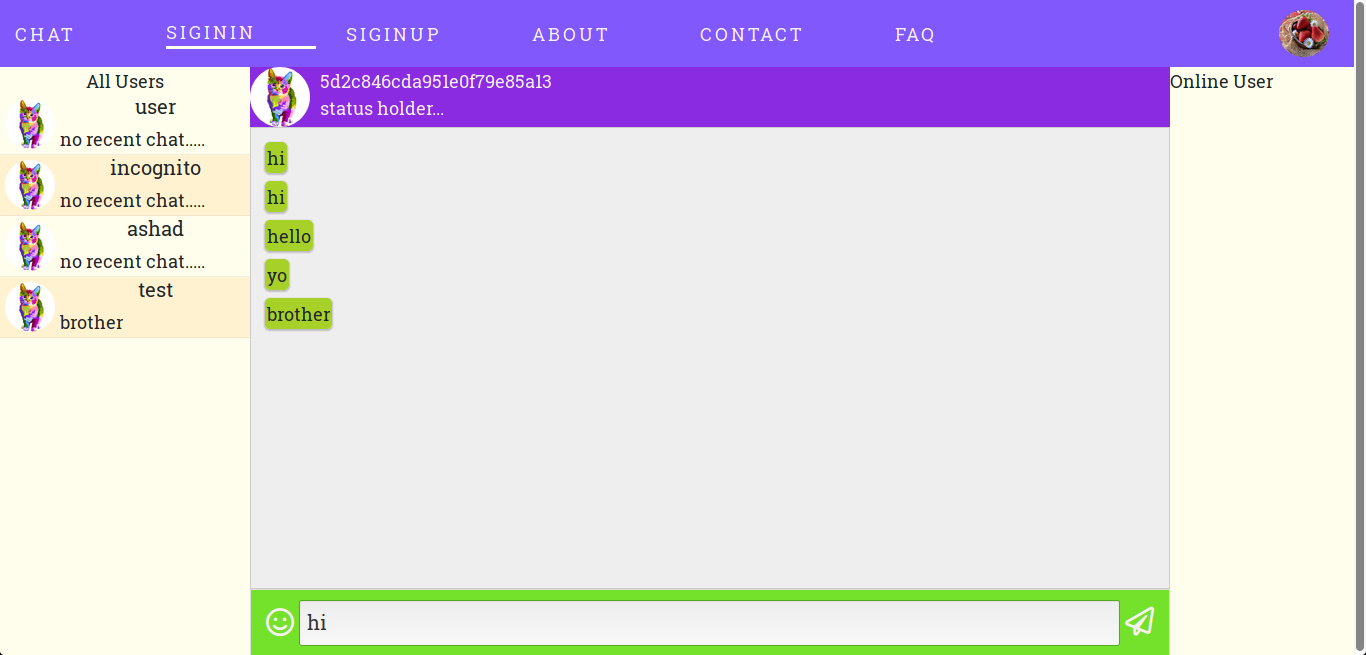 CHAT SIGININ SIGINUP ABOUT CONTACT FAQ
All Users
user
no recent chat.....
incognito
no recent chat.....
ashad
no recent chat.....
test
brother
5d2c846cda951e0f79e85a13
status holder...
hi
hi
hello
yo
brother
hi
Online User